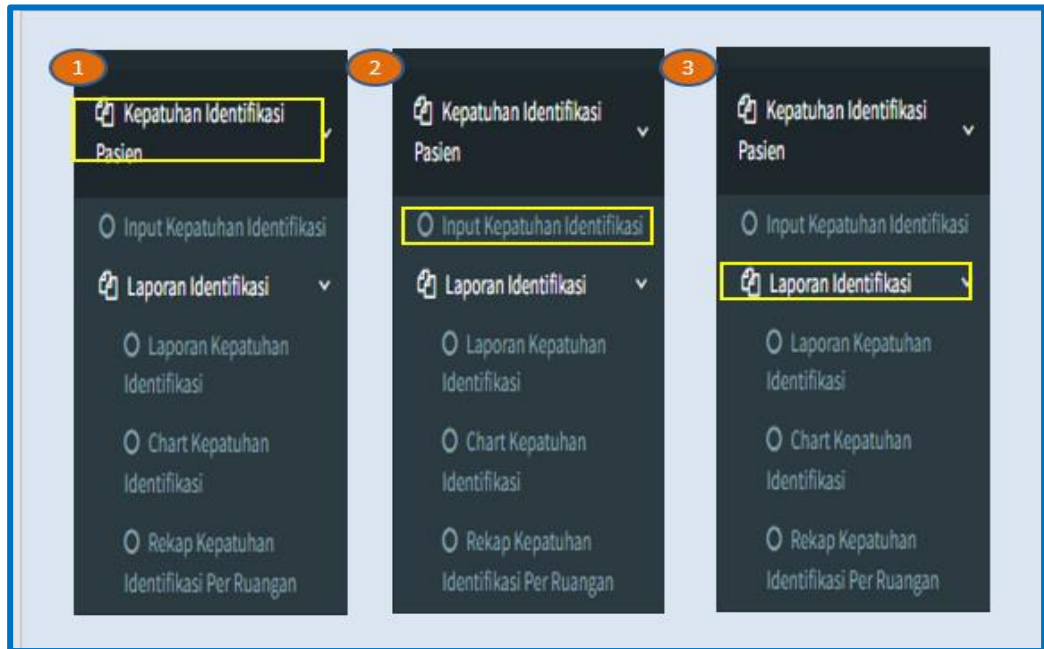 1
Kepatuhan Identifikasi
Pasien
Input Kepatuhan Identifikasi
Laporan Identifikasi
Laporan Kepatuhan
Identifikasi
Chart Kepatuhan
Identifikasi
Rekap Kepatuhan
Identifikasi Per Ruangan
2
Kepatuhan Identifikasi
Pasien
Input Kepatuhan Identifikasi
Laporan Identifikasi
Laporan Kepatuhan
Identifikasi
Chart Kepatuhan
Identifikasi
Rekap Kepatuhan
Identifikasi Per Ruangan
3
Kepatuhan Identifikasi
Pasien
Input Kepatuhan Identifikasi
Laporan Identifikasi
Laporan Kepatuhan
Identifikasi
Chart Kepatuhan
Identifikasi
Rekap Kepatuhan
Identifikasi Per Ruangan